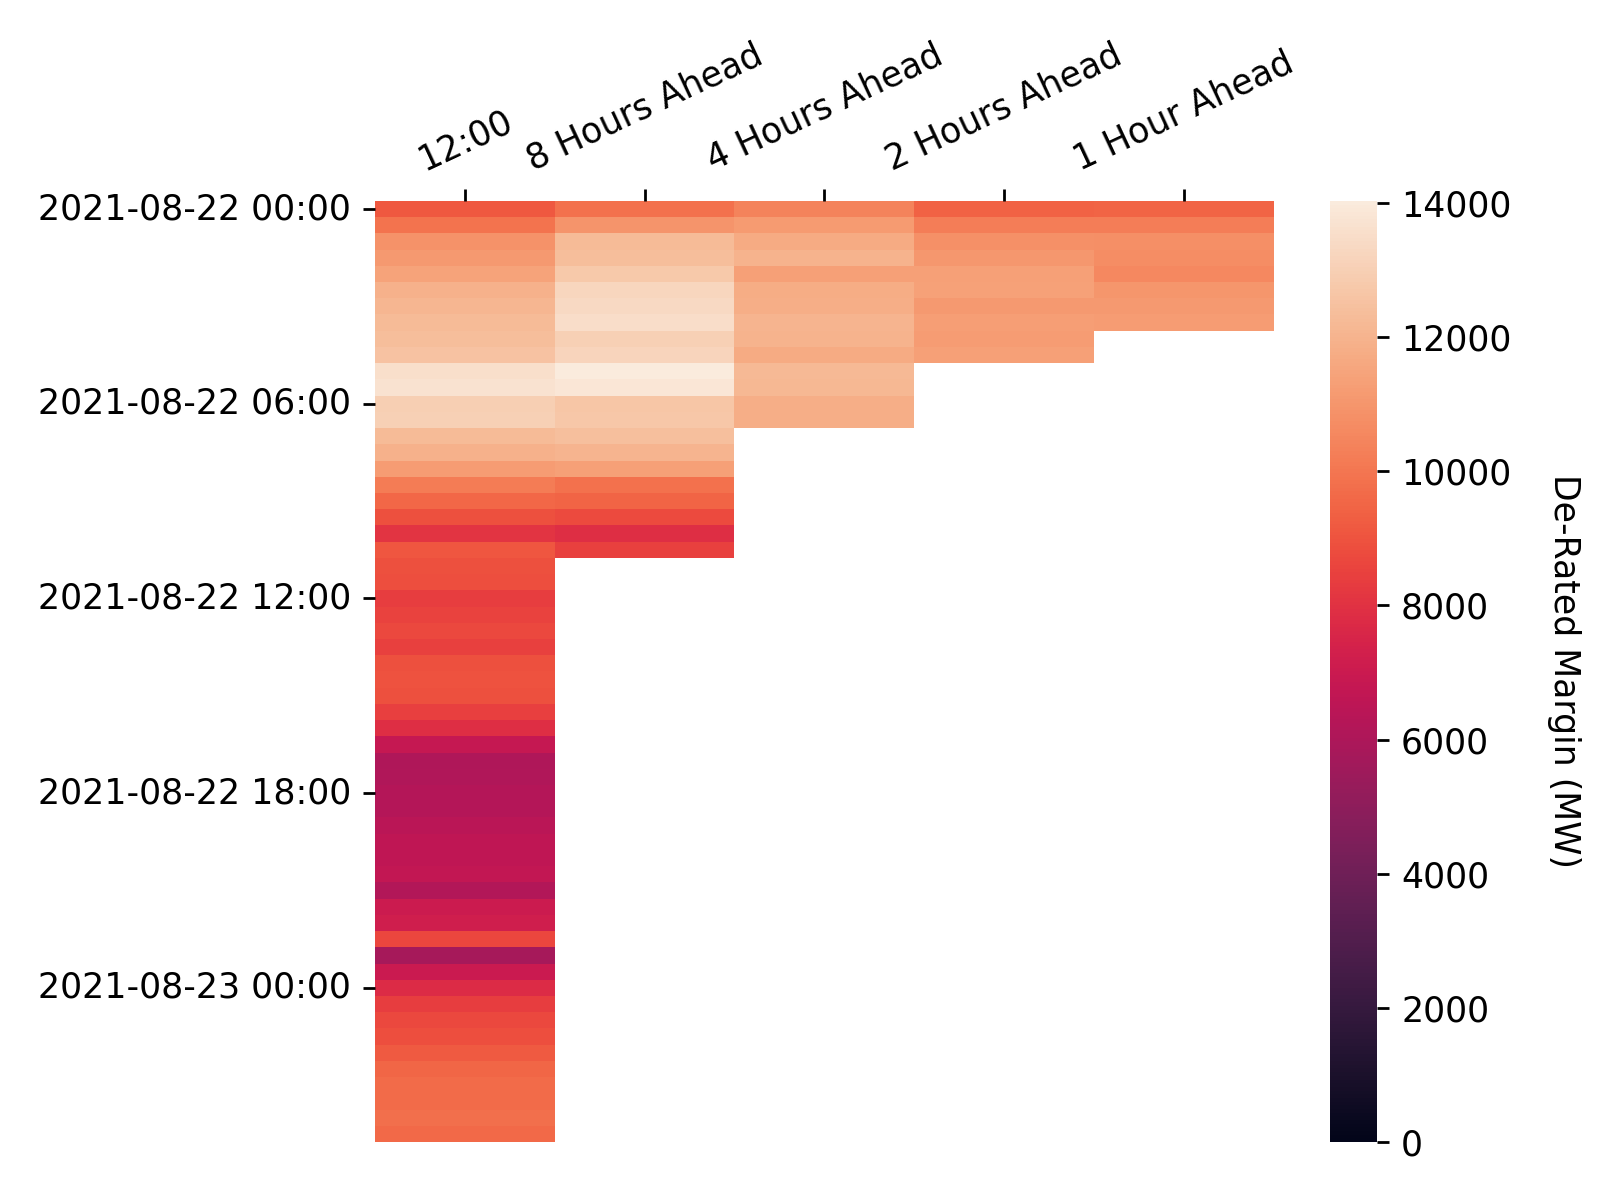 12:00
8 Hours Ahead
4 Hours Ahead
2 Hours Ahead
1 Hour Ahead
2021-08-22 00:00
2021-08-22 06:00
2021-08-22 12:00
2021-08-22 18:00
2021-08-23 00:00
14000
12000
10000
8000
6000
4000
2000
0
De-Rated Margin (MW)